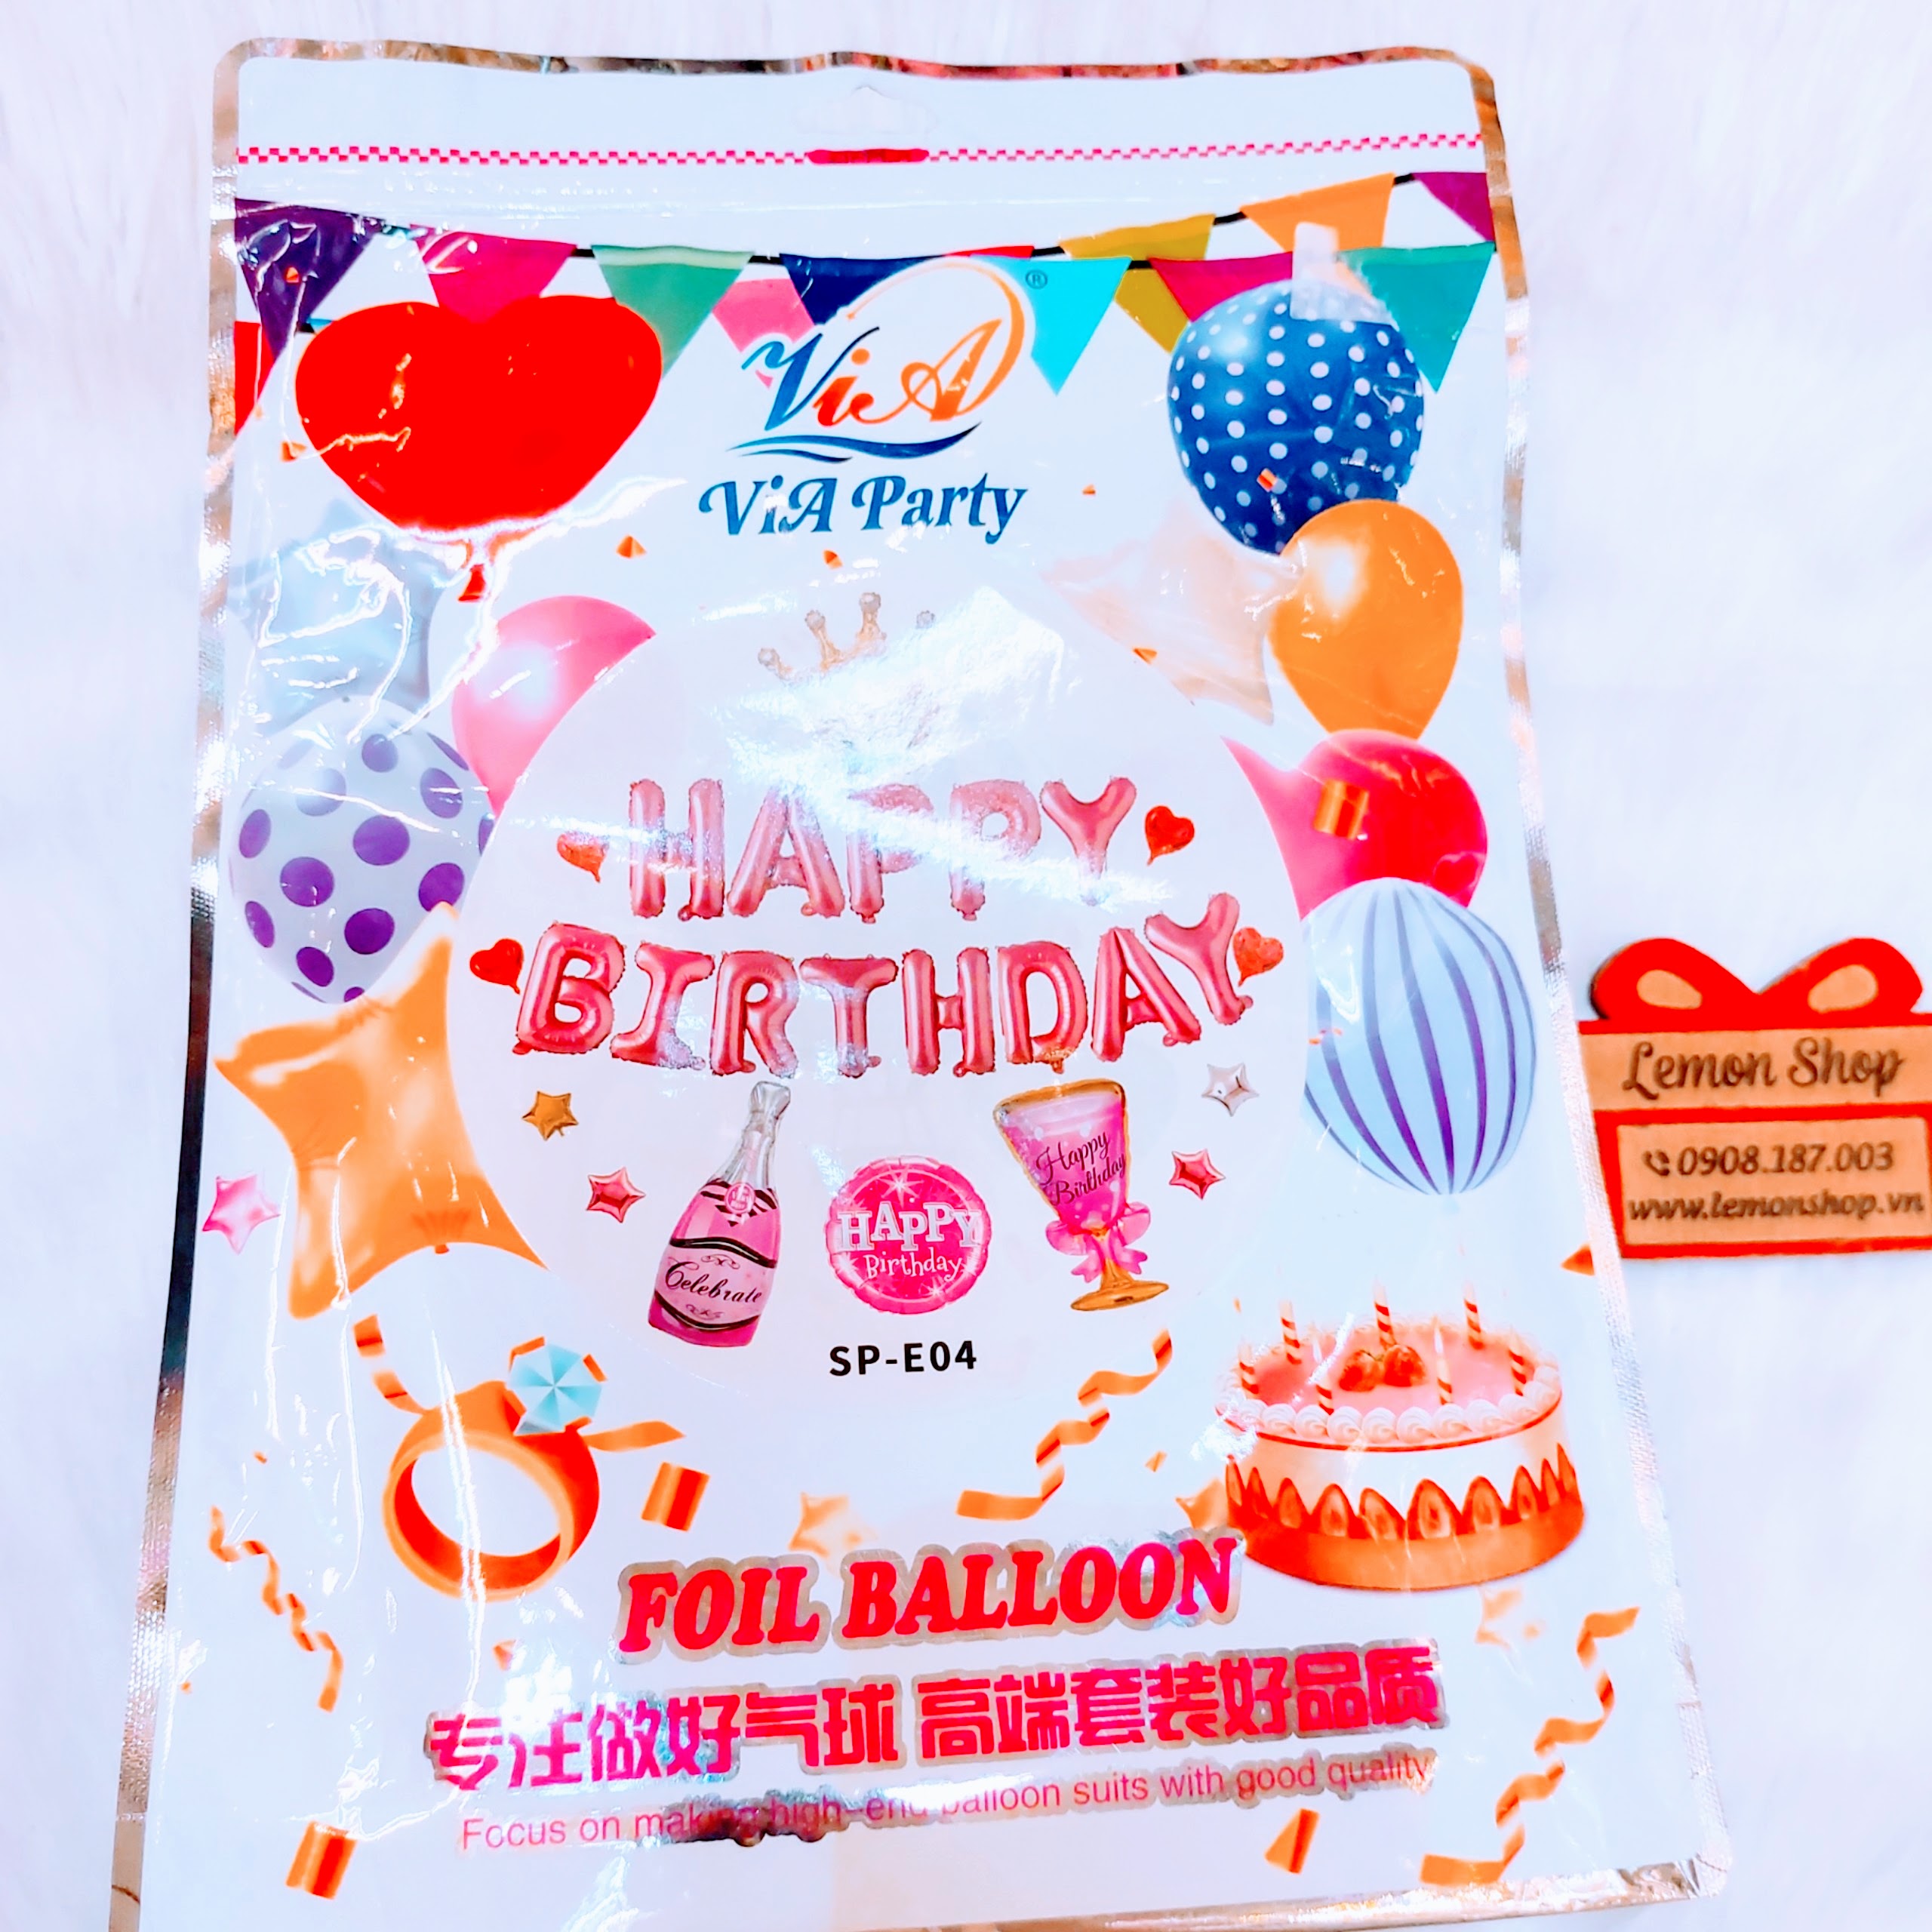 ViA ®
ViA Party
HAPPY
BIRTHDAY
Celebrate
HAPPY
Birthday
Happy
Birthday
SP-E04
FOIL BALLOON
专注做好气球 高端套装好品质
Focus on making high-end balloon suits with good quality
Lemon Shop
0908.187.003
www.lemonshop.vn